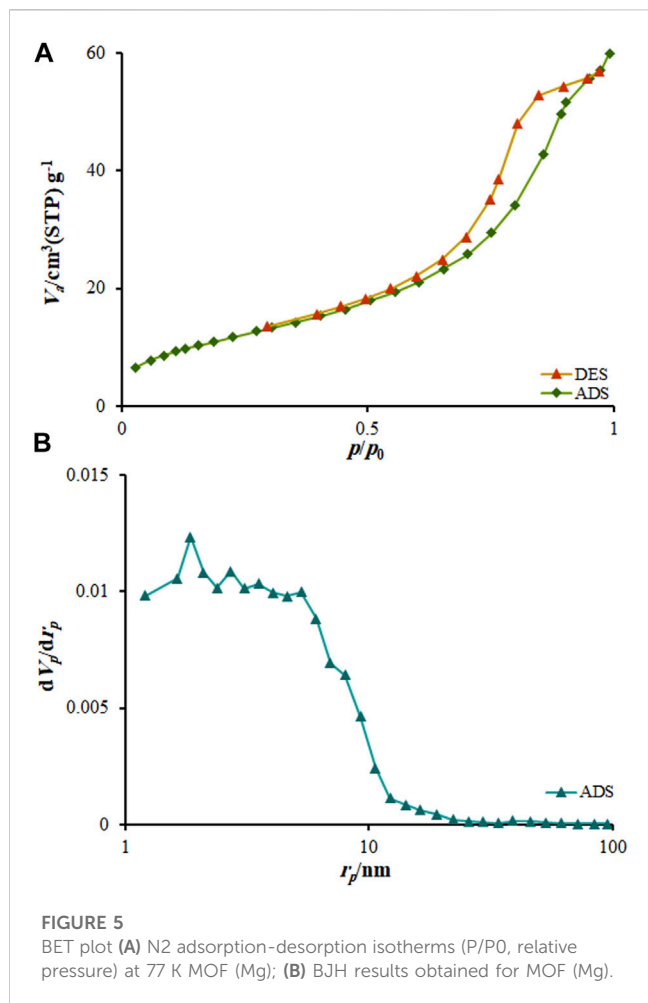 A
60
40
20
0
Va/cm³(STP) g⁻¹
DES
ADS
0
0.5
1
p/p₀
B
0.015
0.01
0.005
0
dVp/drp
ADS
1
10
100
rp/nm
FIGURE 5
BET plot (A) N2 adsorption-desorption isotherms (P/P0, relative
pressure) at 77 K MOF (Mg); (B) BJH results obtained for MOF (Mg).